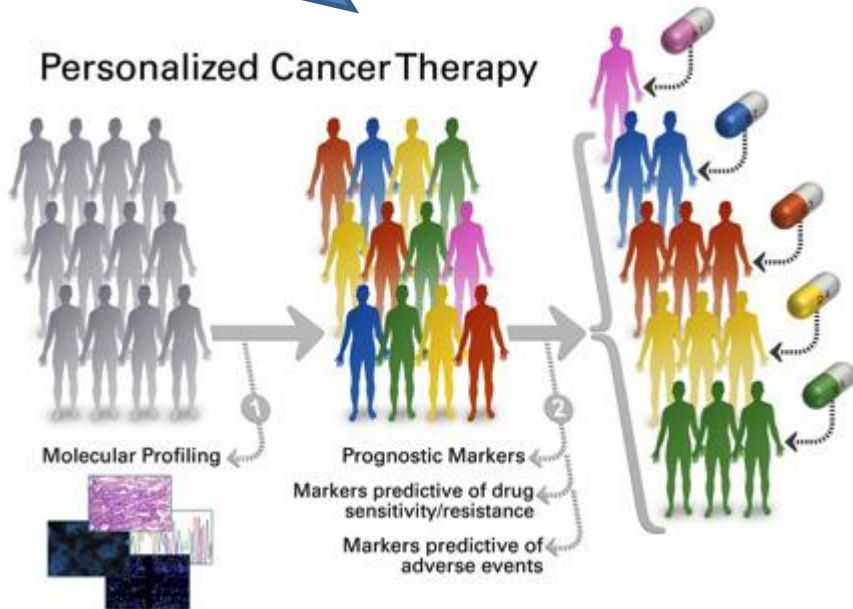 Personalized Cancer Therapy
1
2
Molecular Profiling
Prognostic Markers
Markers predictive of drug
sensitivity/resistance
Markers predictive of
adverse events